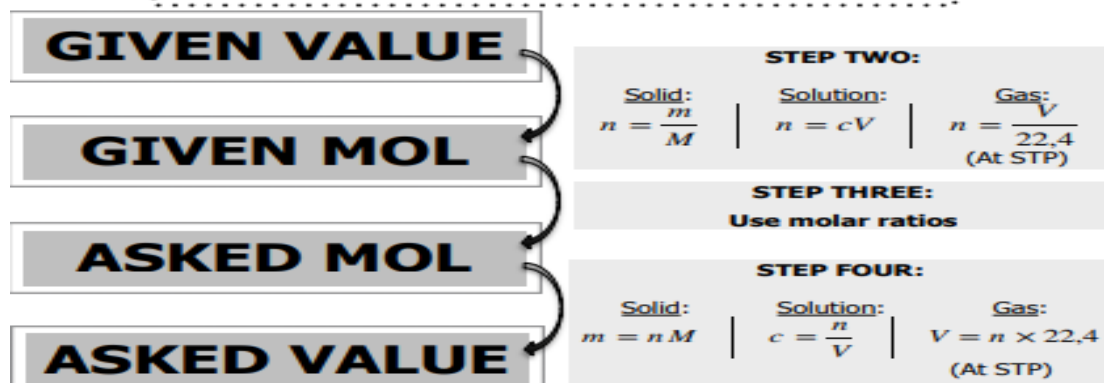 GIVEN VALUE
GIVEN MOL
ASKED MOL
ASKED VALUE
STEP TWO:
Solid: Solution: Gas:
n = m/M | n = cV | n = V/22,4
(At STP)
STEP THREE:
Use molar ratios
STEP FOUR:
Solid: Solution: Gas:
m = nM | c = n/V | V = n × 22,4
(At STP)